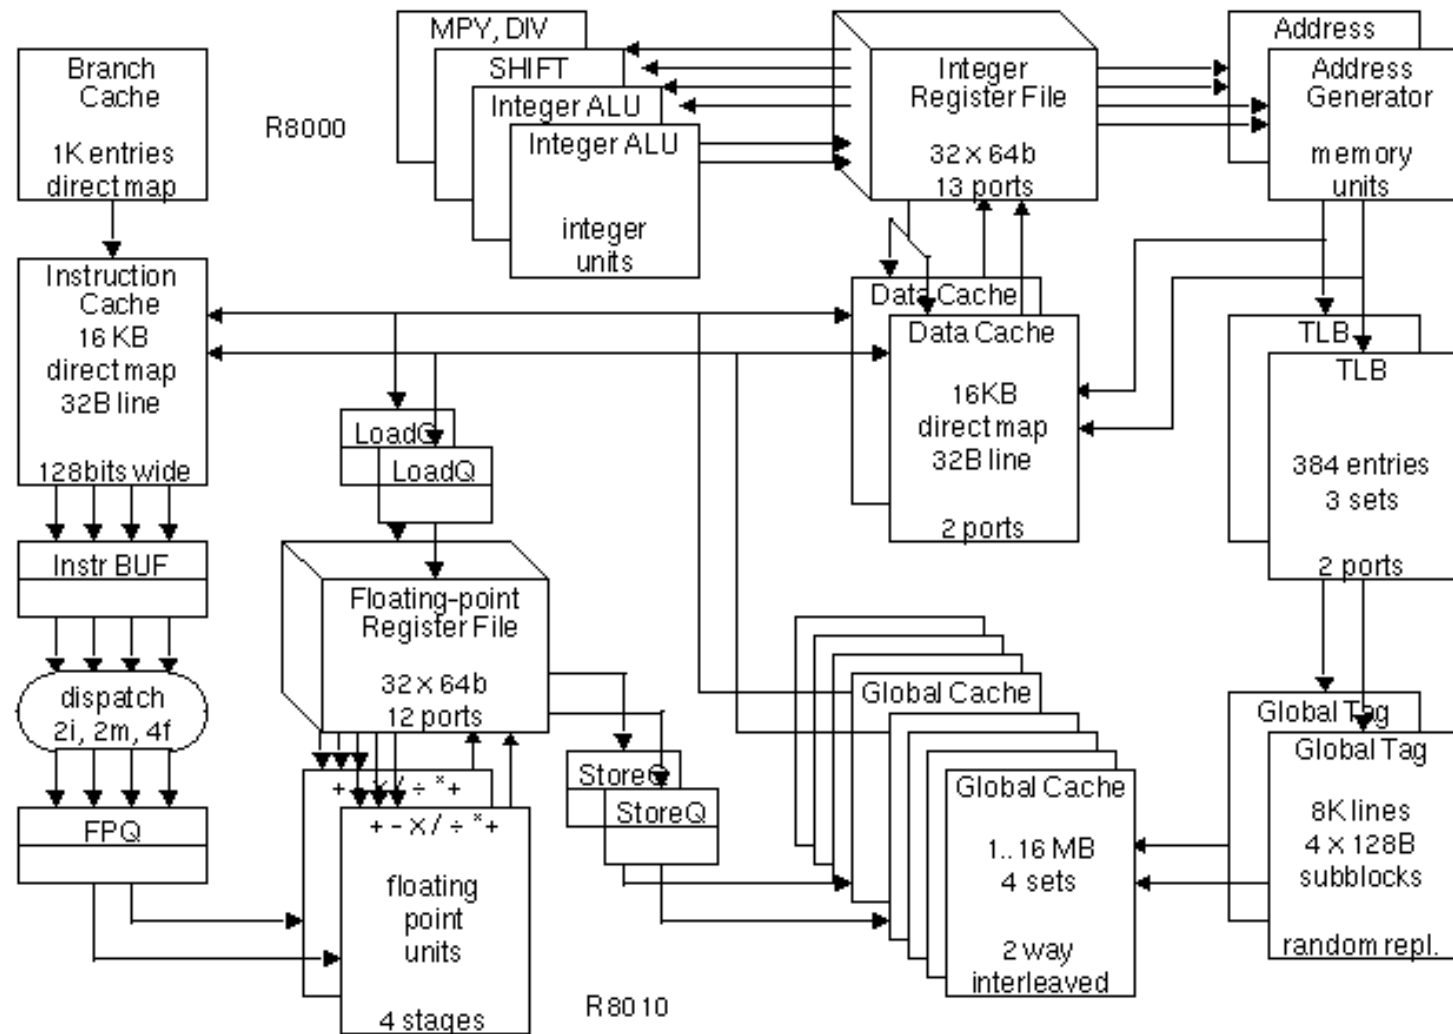 Branch
Cache
1K entries
direct map
R8000
MPY, DIV
SHIFT
Integer ALU
Integer ALU
integer
units
Integer
Register File
32 × 64b
13 ports
Address
Address
Generator
memory
units
Instruction
Cache
16 KB
direct map
32B line
128bits wide
Data Cache
Data Cache
16KB
direct map
32B line
2 ports
TLB
TLB
384 entries
3 sets
2 ports
LoadQ
LoadQ
Instr BUF
Floating-point
Register File
32 × 64b
12 ports
dispatch
2i, 2m, 4f
FPQ
+ - × / ÷ *+
+ - × / ÷ *+
floating
point
units
4 stages
StoreQ
StoreQ
R8010
Global Cache
Global Cache
1..16 MB
4 sets
2 way
interleaved
Global Tag
Global Tag
8K lines
4 × 128B
subblocks
random repl.